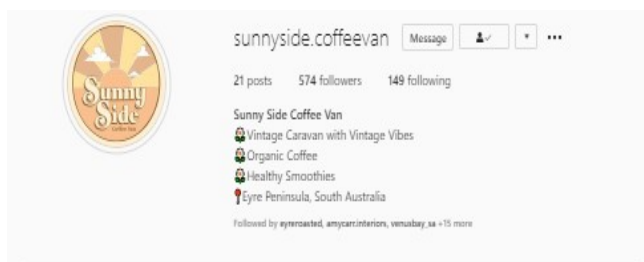 sunnyside.coffeevan Message
21 posts 574 followers 149 following
Sunny Side Coffee Van
Vintage Caravan with Vintage Vibes
Organic Coffee
Healthy Smoothies
Eyre Peninsula, South Australia
Followed by eyreroasted, amycarr.interiors, venusbay_sa +15 more
Sunny
Side
Coffee Van